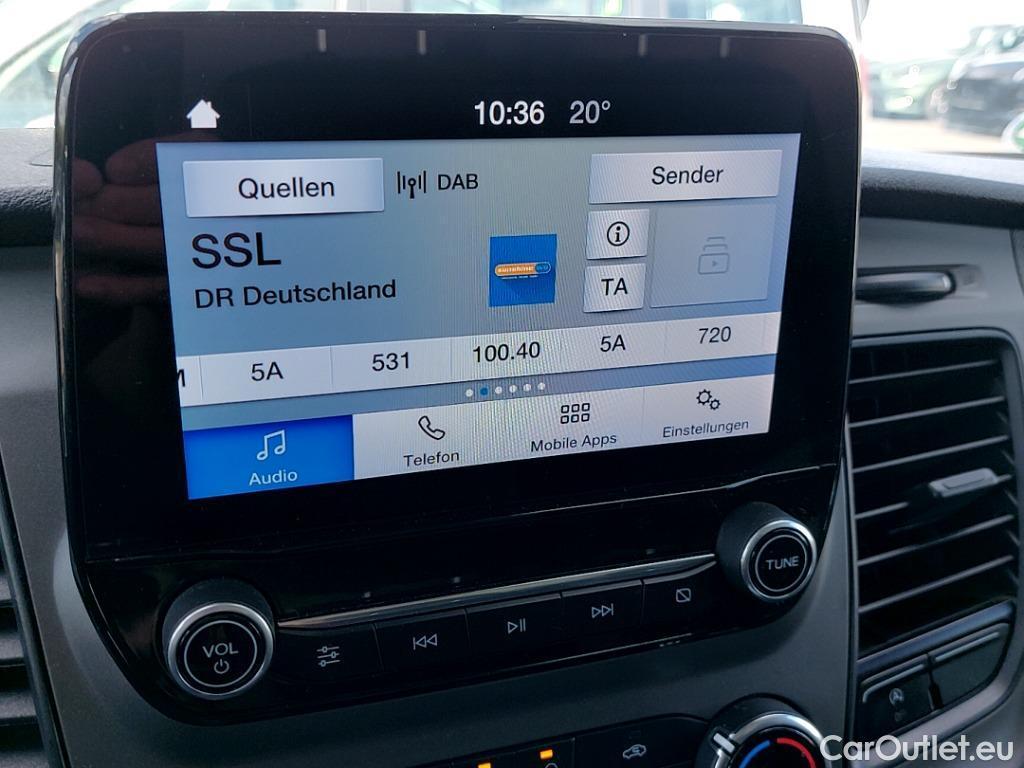 10:36 20°
Quellen DAB Sender
SSL
DR Deutschland
TA
5A 531 100.40 5A 720
Audio Telefon Mobile Apps Einstellungen
VOL
TUNE
CarOutlet.eu